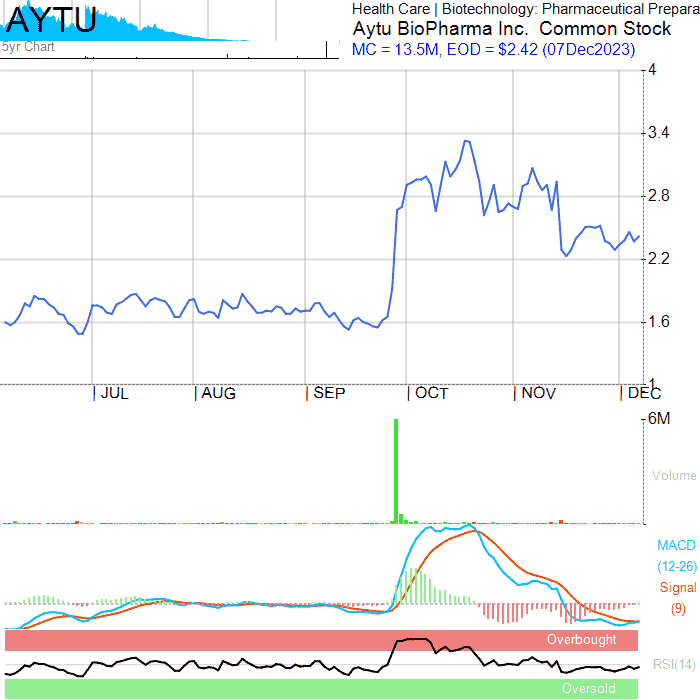 AYTU
5yr Chart
Health Care | Biotechnology: Pharmaceutical Prepara
Aytu BioPharma Inc. Common Stock
MC = 13.5M, EOD = $2.42 (07Dec2023)
4
3.4
2.8
2.2
1.6
1
JUL AUG SEP OCT NOV DEC
6M
Volume
MACD
(12-26)
Signal
(9)
Overbought
RSI(14)
Oversold